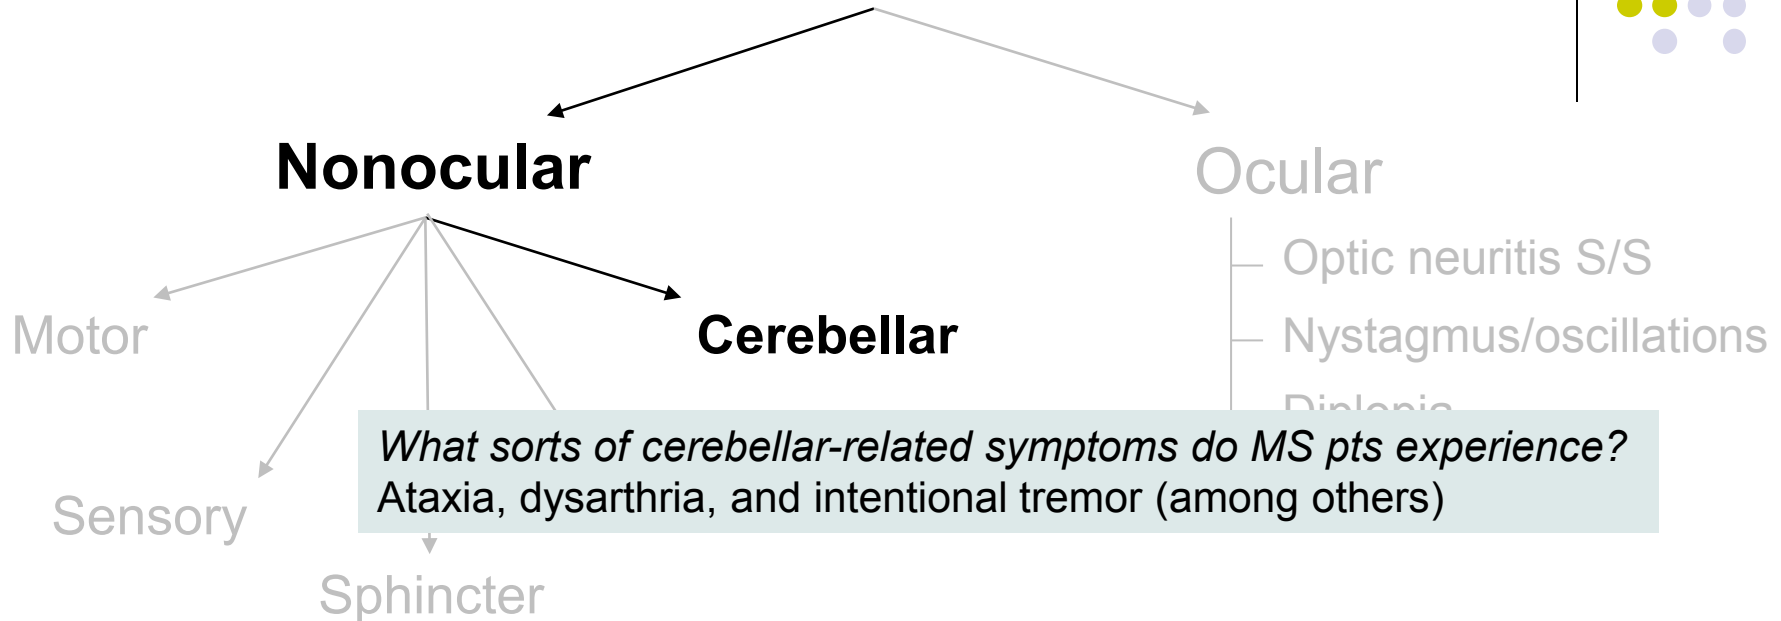 Nonocular
Ocular
Optic neuritis S/S
Motor
Cerebellar
Nystagmus/oscillations
Diplopia
What sorts of cerebellar-related symptoms do MS pts experience?
Ataxia, dysarthria, and intentional tremor (among others)
Sensory
Sphincter